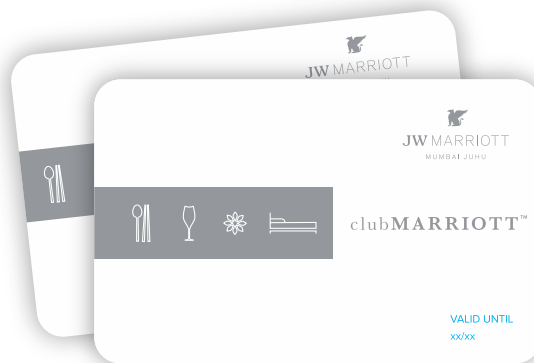 JW MARRIOTT
JW MARRIOTT
MUMBAI JUHU
clubMARRIOTT™
VALID UNTIL
xx/xx